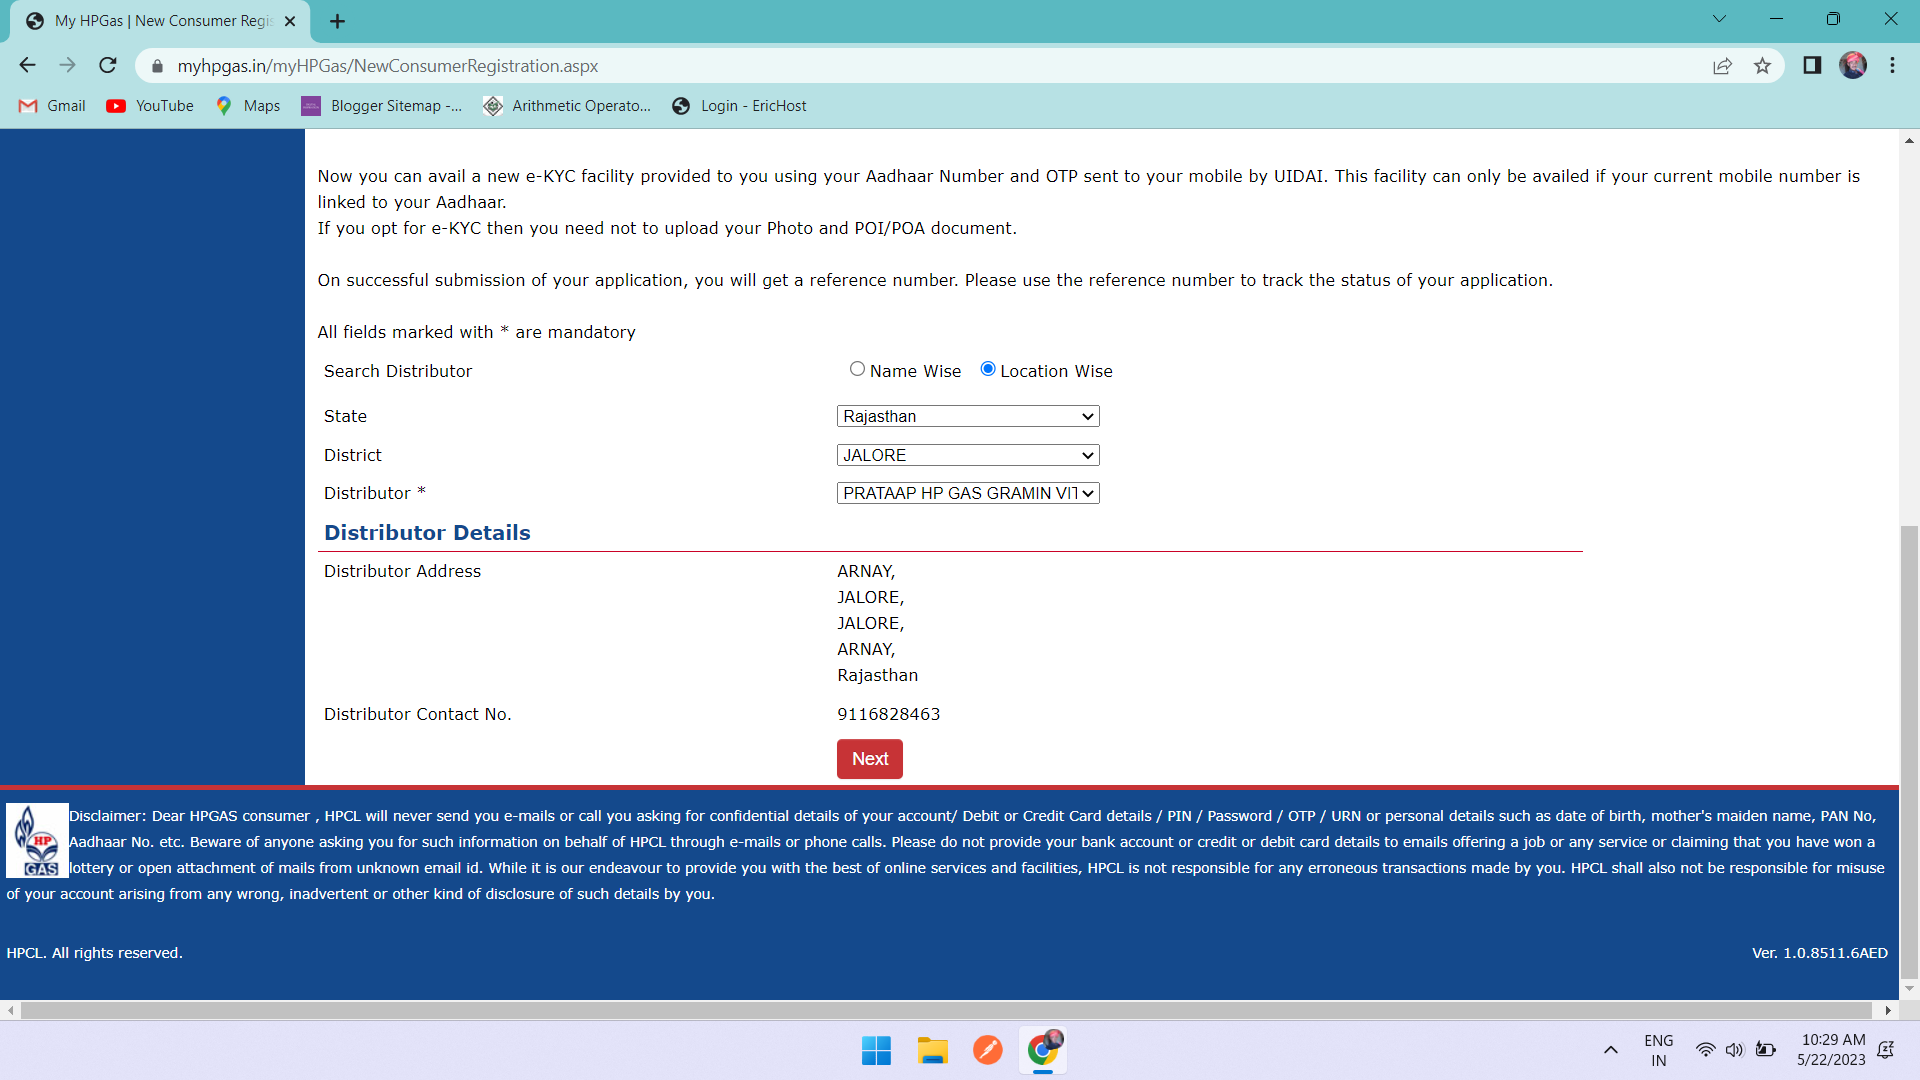 My HPGas | New Consumer Regis
myhpgas.in/myHPGas/NewConsumerRegistration.aspx
Gmail YouTube Maps Blogger Sitemap -... Arithmetic Operato... Login - EricHost
Now you can avail a new e-KYC facility provided to you using your Aadhaar Number and OTP sent to your mobile by UIDAI. This facility can only be availed if your current mobile number is
linked to your Aadhaar.
If you opt for e-KYC then you need not to upload your Photo and POI/POA document.
On successful submission of your application, you will get a reference number. Please use the reference number to track the status of your application.
All fields marked with * are mandatory
Search Distributor Name Wise Location Wise
State Rajasthan
District JALORE
Distributor * PRATAAP HP GAS GRAMIN VIT
Distributor Details
Distributor Address ARNAY,
JALORE,
JALORE,
ARNAY,
Rajasthan
Distributor Contact No. 9116828463
Next
HP GAS
Disclaimer: Dear HPGAS consumer , HPCL will never send you e-mails or call you asking for confidential details of your account/ Debit or Credit Card details / PIN / Password / OTP / URN or personal details such as date of birth, mother's maiden name, PAN No,
Aadhaar No. etc. Beware of anyone asking you for such information on behalf of HPCL through e-mails or phone calls. Please do not provide your bank account or credit or debit card details to emails offering a job or any service or claiming that you have won a
lottery or open attachment of mails from unknown email id. While it is our endeavour to provide you with the best of online services and facilities, HPCL is not responsible for any erroneous transactions made by you. HPCL shall also not be responsible for misuse
of your account arising from any wrong, inadvertent or other kind of disclosure of such details by you.
HPCL. All rights reserved. Ver. 1.0.8511.6AED
ENG 10:29 AM
IN 5/22/2023